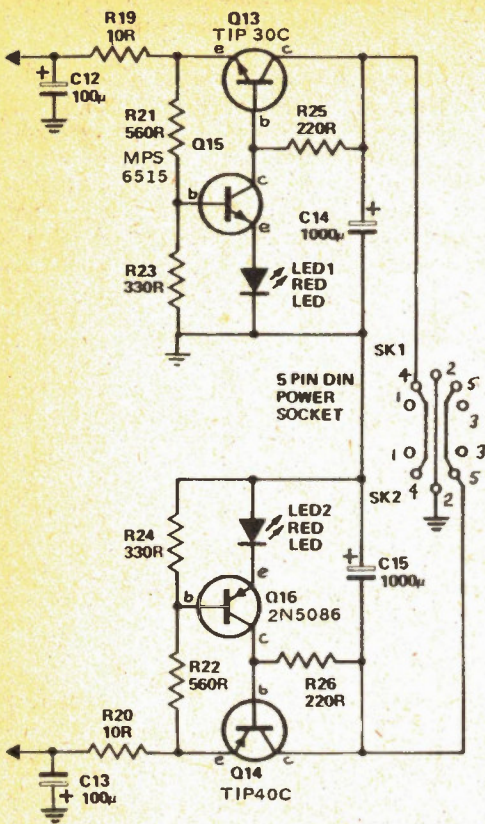 Q13
TIP 30C
R19
10R
e
c
+
C12
100µ
b
R21
560R
Q15
MPS
6515
R25
220R
b
c
e
C14
1000µ
+
R23
330R
LED1
RED
LED
SK1
5 PIN DIN
POWER
SOCKET
4
2
5
1
3
1
3
4
2
5
SK2
R24
330R
LED2
RED
LED
+
C15
1000µ
e
b
Q16
2N5086
c
R22
560R
R26
220R
b
R20
10R
e
c
Q14
TIP40C
C13
100µ
+